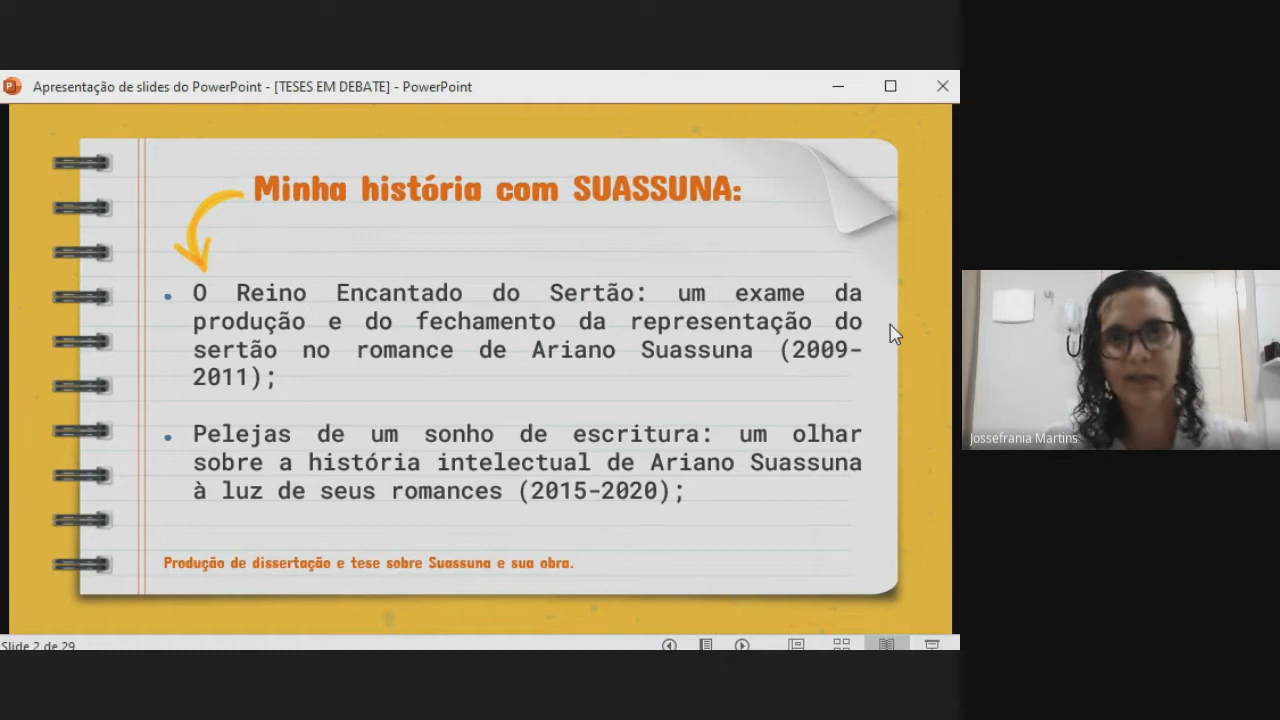 Apresentação de slides do PowerPoint - [TESES EM DEBATE] - PowerPoint
Minha história com SUASSUNA:
• O Reino Encantado do Sertão: um exame da
produção e do fechamento da representação do
sertão no romance de Ariano Suassuna (2009-
2011);
• Pelejas de um sonho de escritura: um olhar
sobre a história intelectual de Ariano Suassuna
à luz de seus romances (2015-2020);
Produção de dissertação e tese sobre Suassuna e sua obra.
Slide 2 de 29
Jossefrania Martins